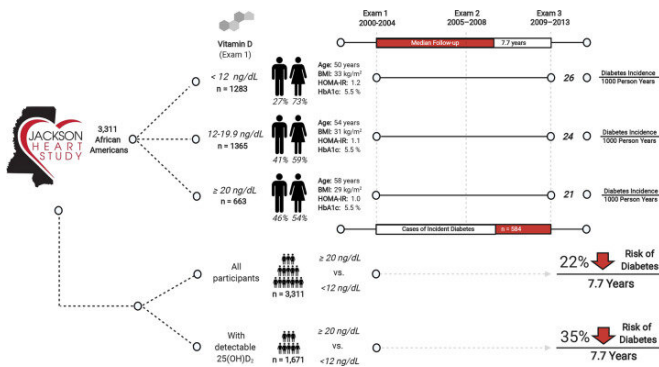 Exam 1
2000-2004
Exam 2
2005–2008
Exam 3
2009–2013
Vitamin D
(Exam 1)
Median Follow-up
7.7 years
< 12 ng/dL
n = 1283
27% 73%
Age: 50 years
BMI: 33 kg/m²
HOMA-IR: 1.2
HbA1c: 5.5 %
26
Diabetes Incidence
1000 Person Years
JACKSON
HEART
STUDY
3,311
African
Americans
12-19.9 ng/dL
n = 1365
41% 59%
Age: 54 years
BMI: 31 kg/m²
HOMA-IR: 1.1
HbA1c: 5.5 %
24
Diabetes Incidence
1000 Person Years
≥ 20 ng/dL
n = 663
46% 54%
Age: 58 years
BMI: 29 kg/m²
HOMA-IR: 1.0
HbA1c: 5.5 %
21
Diabetes Incidence
1000 Person Years
Cases of Incident Diabetes
n = 584
All
participants
n = 3,311
≥ 20 ng/dL
vs.
<12 ng/dL
22%
Risk of
Diabetes
7.7 Years
With
detectable
25(OH)D₂
n = 1,671
≥ 20 ng/dL
vs.
<12 ng/dL
35%
Risk of
Diabetes
7.7 Years